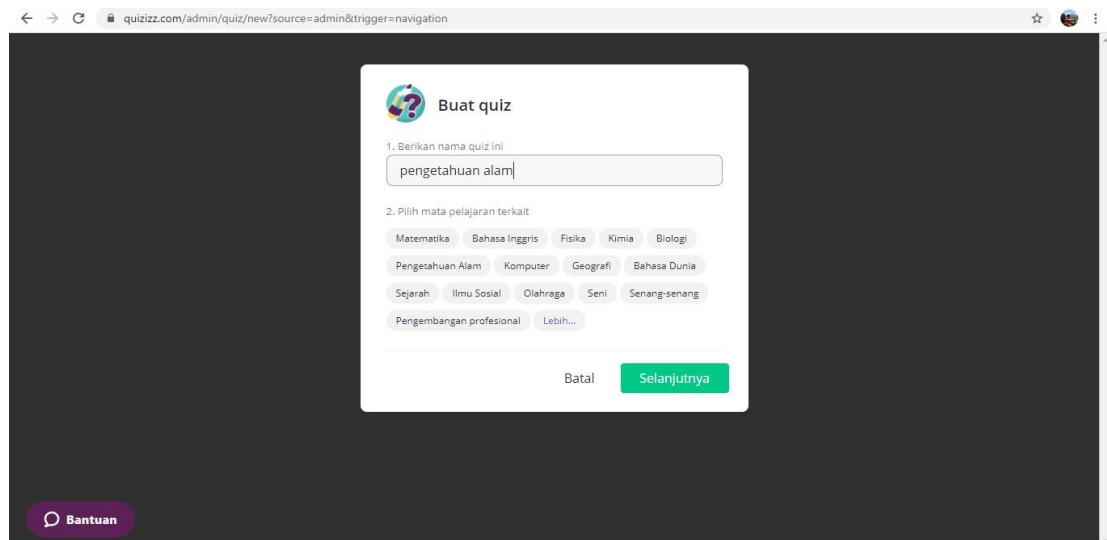 quizizz.com/admin/quiz/new?source=admin&trigger=navigation
Buat quiz
1. Berikan nama quiz ini
pengetahuan alam
2. Pilih mata pelajaran terkait
Matematika Bahasa Inggris Fisika Kimia Biologi
Pengetahuan Alam Komputer Geografi Bahasa Dunia
Sejarah Ilmu Sosial Olahraga Seni Senang-senang
Pengembangan profesional Lebih...
Batal Selanjutnya
Bantuan